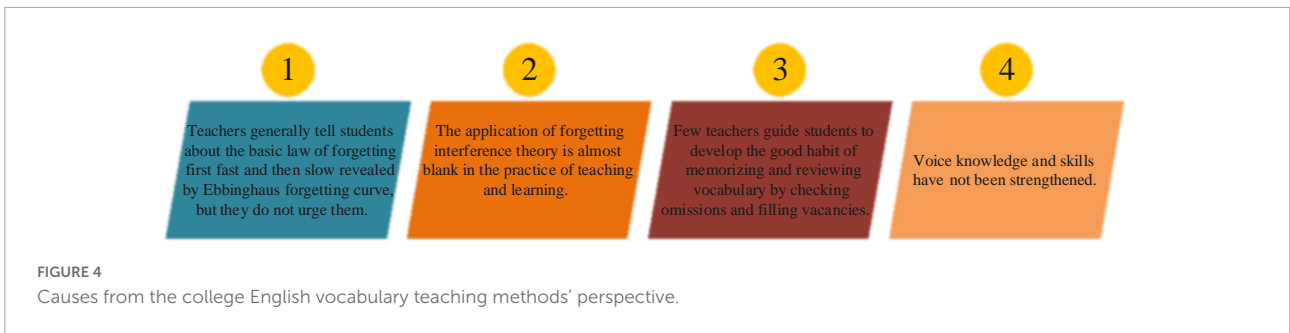 1
Teachers generally tell students
about the basic law of forgetting
first fast and then slow revealed
by Ebbinghaus forgetting curve,
but they do not urge them.
2
The application of forgetting
interference theory is almost
blank in the practice of teaching
and learning.
3
Few teachers guide students to
develop the good habit of
memorizing and reviewing
vocabulary by checking
omissions and filling vacancies.
4
Voice knowledge and skills
have not been strengthened.
FIGURE 4
Causes from the college English vocabulary teaching methods’ perspective.